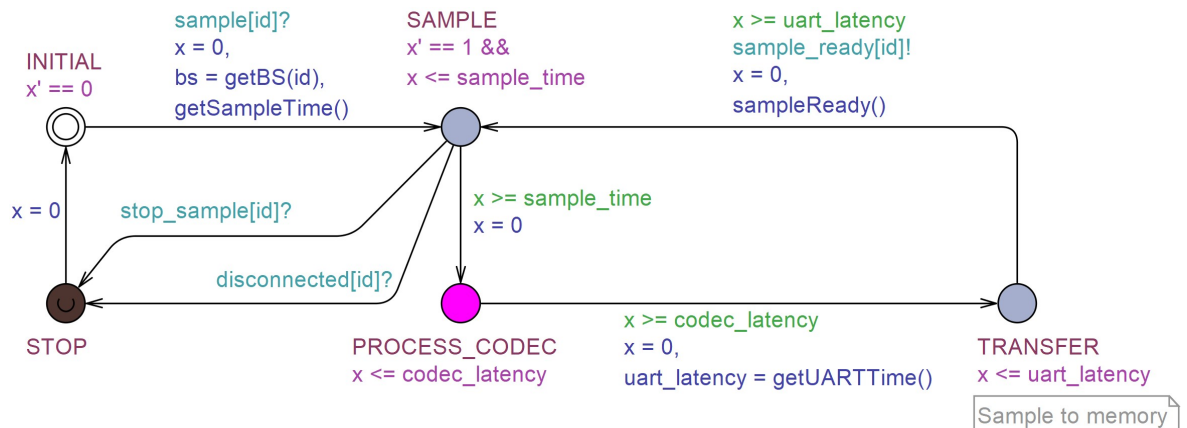 INITIAL
x' == 0
sample[id]?
x = 0,
bs = getBS(id),
getSampleTime()
SAMPLE
x' == 1 &&
x <= sample_time
x >= uart_latency
sample_ready[id]!
x = 0,
sampleReady()
x = 0
stop_sample[id]?
disconnected[id]?
x >= sample_time
x = 0
STOP
PROCESS_CODEC
x <= codec_latency
x >= codec_latency
x = 0,
uart_latency = getUARTTime()
TRANSFER
x <= uart_latency
Sample to memory